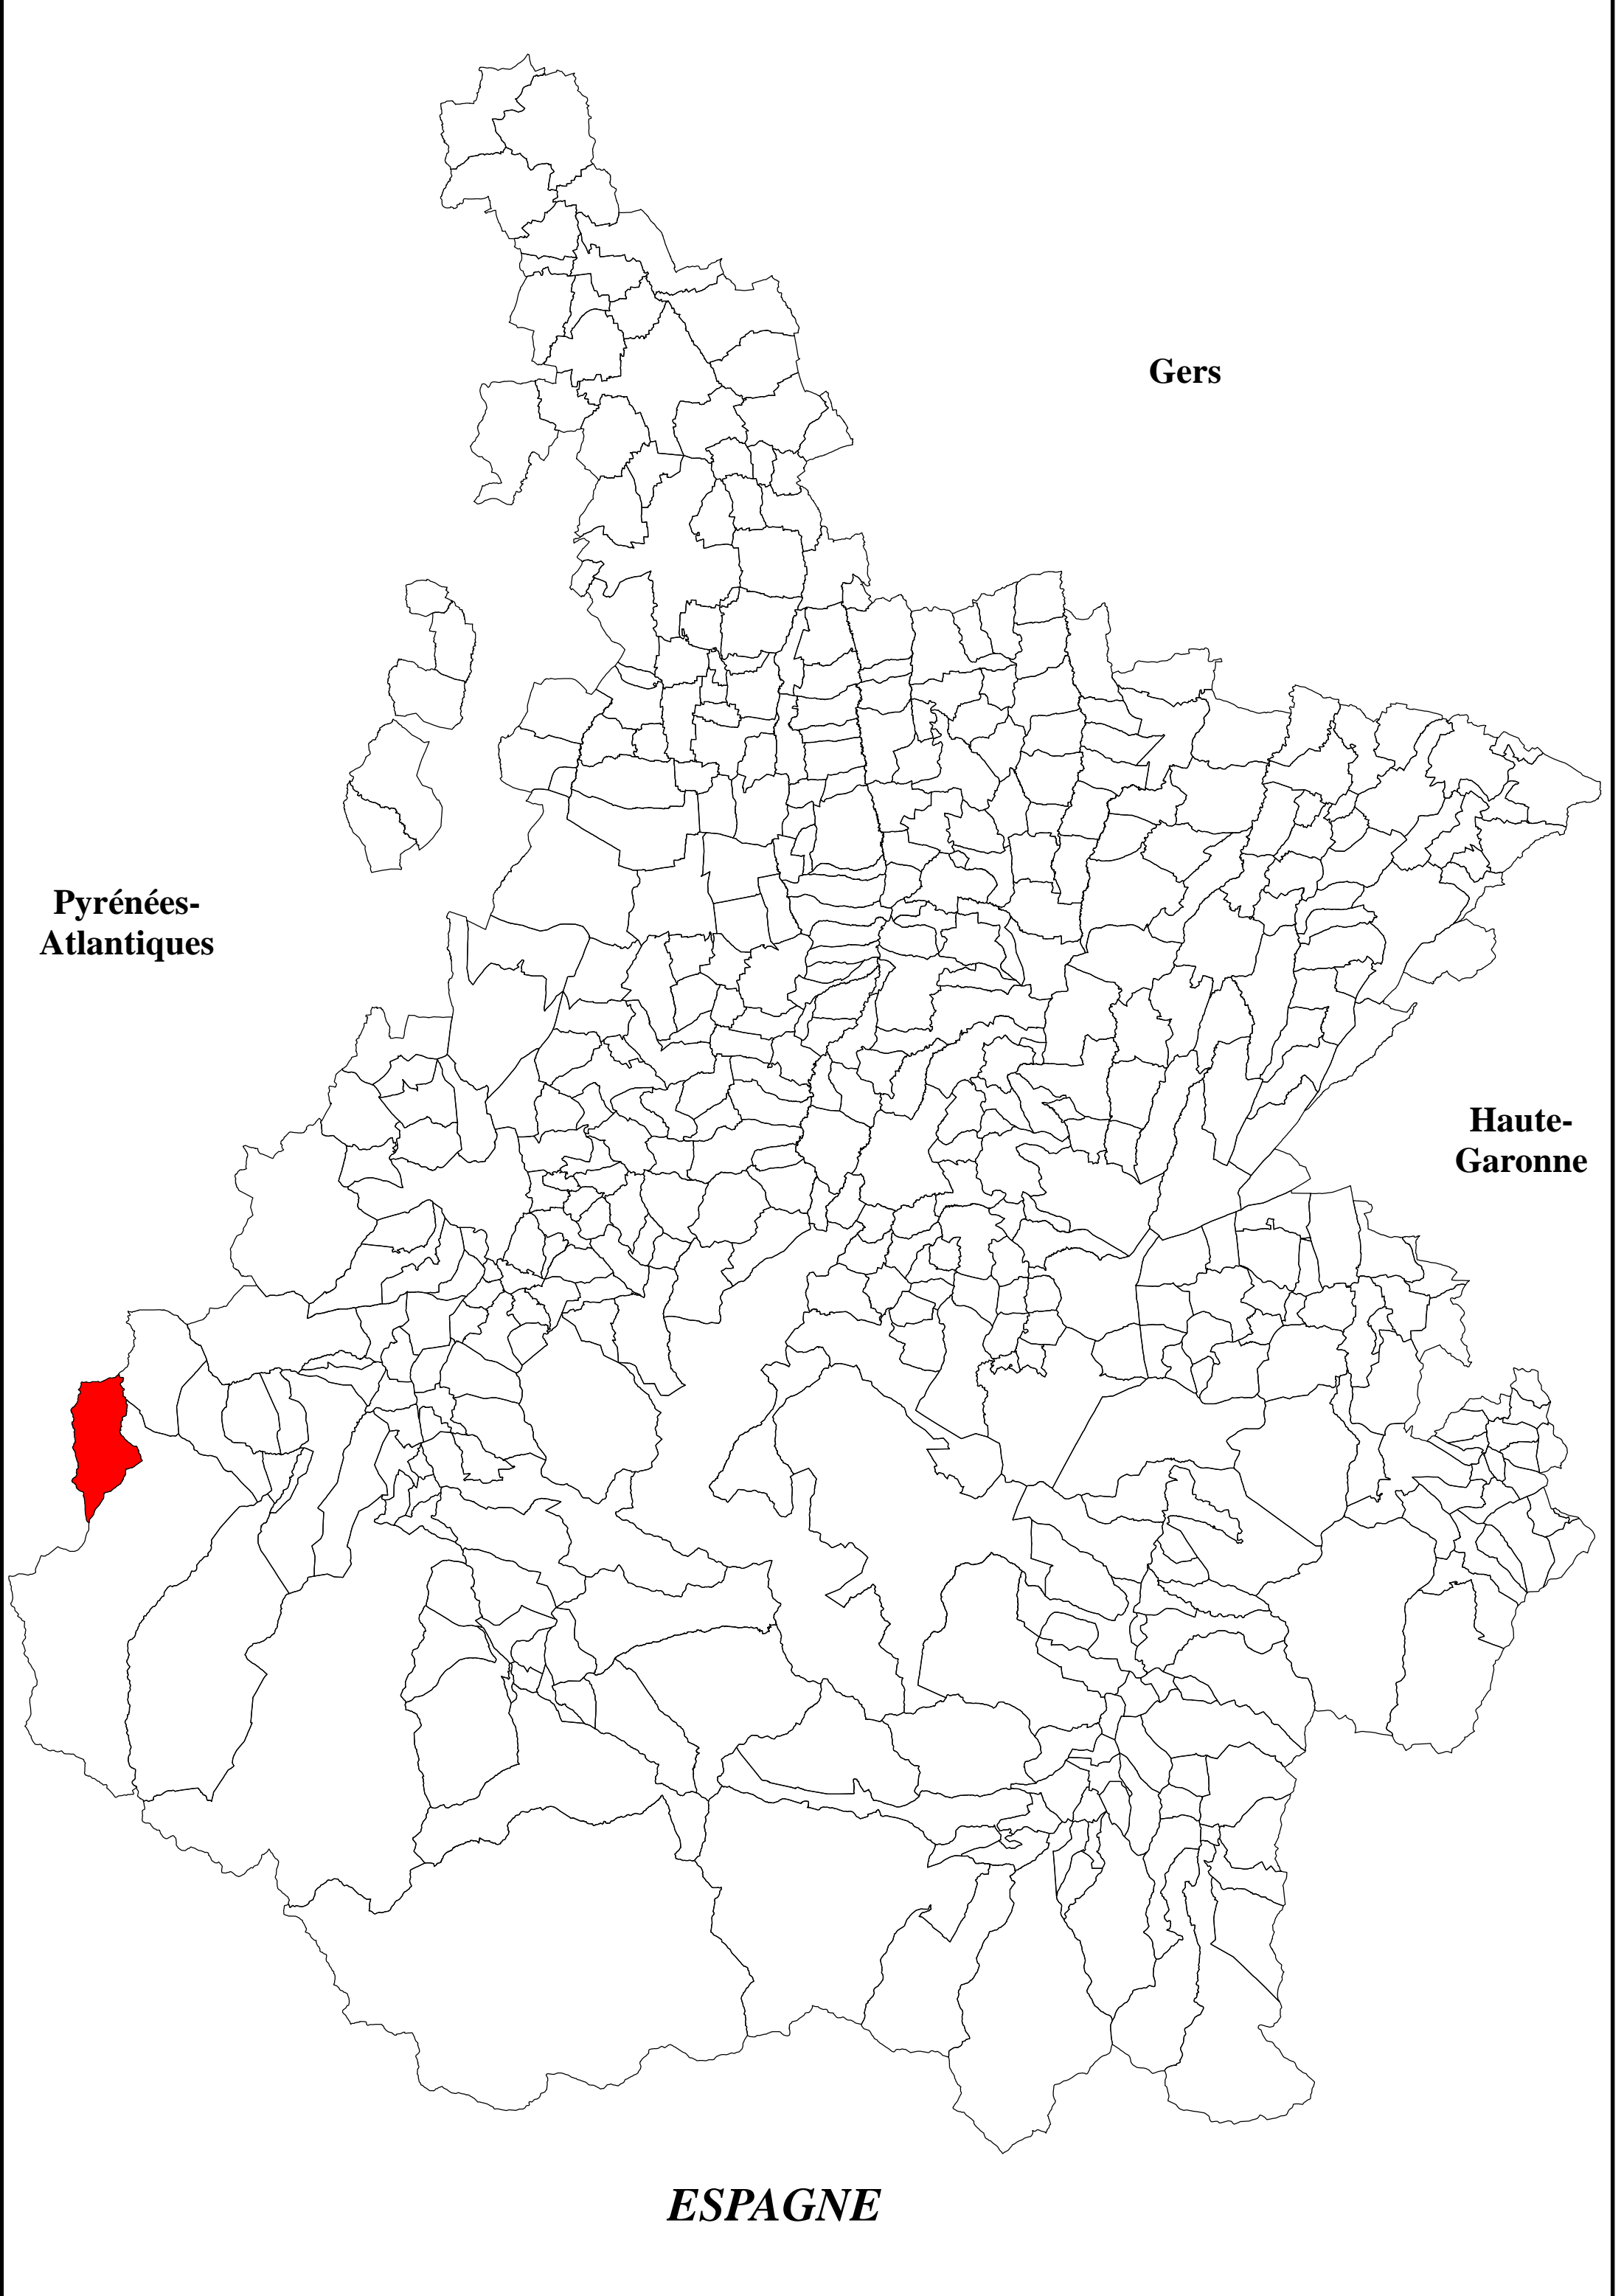 Gers
Pyrénées-
Atlantiques
Haute-
Garonne
ESPAGNE